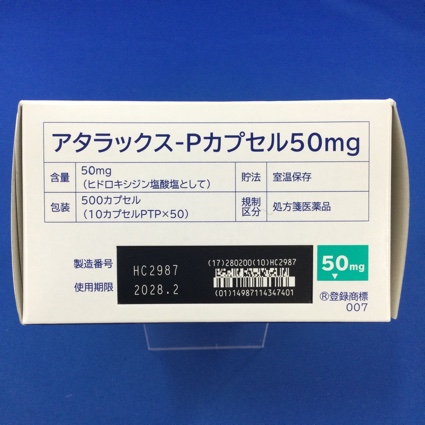 アタラックス-Pカプセル50mg
含量 50mg
（ヒドロキシジン塩酸塩として） 貯法 室温保存
包装 500カプセル
（10カプセルPTP×50） 規制
区分 処方箋医薬品
製造番号 HC2987
使用期限 2028.2
(17)280200(10)HC2987
(01)14987114347401
50mg
®登録商標
007